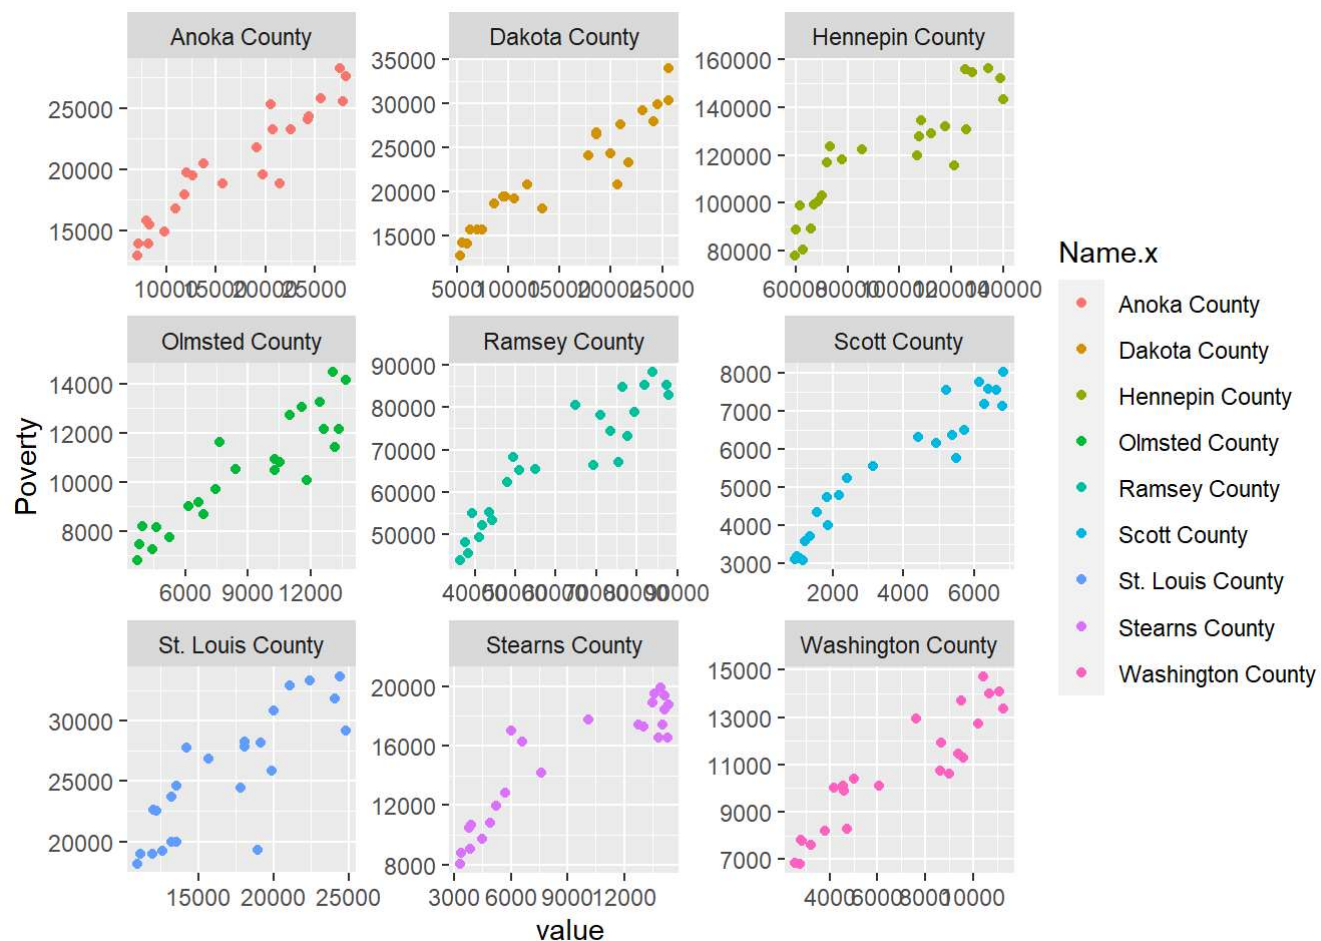 Anoka County
Dakota County
Hennepin County
25000
20000
15000
35000
30000
25000
20000
15000
160000
140000
120000
100000
80000
10000 15000 20000 25000
5000 10000 15000 20000 25000
60000 80000 100000 120000 140000
Olmsted County
Ramsey County
Scott County
14000
12000
10000
8000
90000
80000
70000
60000
50000
8000
7000
6000
5000
4000
3000
6000 9000 12000
40000 50000 60000 70000 80000 90000
2000 4000 6000
St. Louis County
Stearns County
Washington County
30000
25000
20000
20000
16000
12000
8000
15000
13000
11000
9000
7000
15000 20000 25000
3000 6000 9000 12000
4000 6000 8000 10000
value
Poverty
Name.x
Anoka County
Dakota County
Hennepin County
Olmsted County
Ramsey County
Scott County
St. Louis County
Stearns County
Washington County